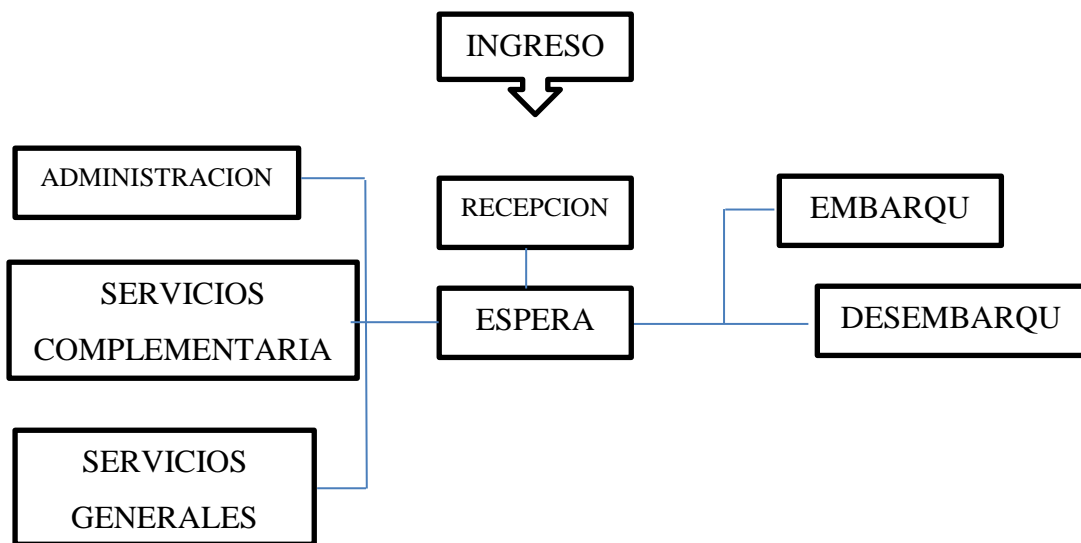 INGRESO
ADMINISTRACION
RECEPCION
EMBARQU
SERVICIOS
COMPLEMENTARIA
ESPERA
DESEMBARQU
SERVICIOS
GENERALES